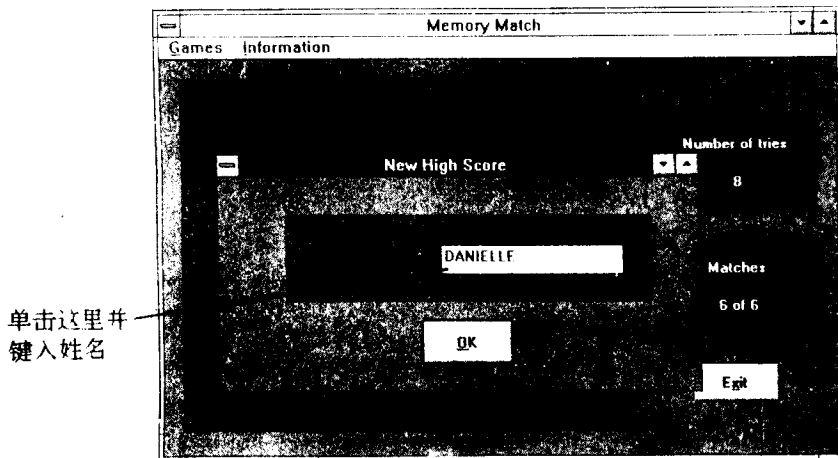 Memory Match
Games Information
Number of tries
New High Score
8
DANIELLE
Matches
单击这里并
键入姓名
6 of 6
OK
Exit